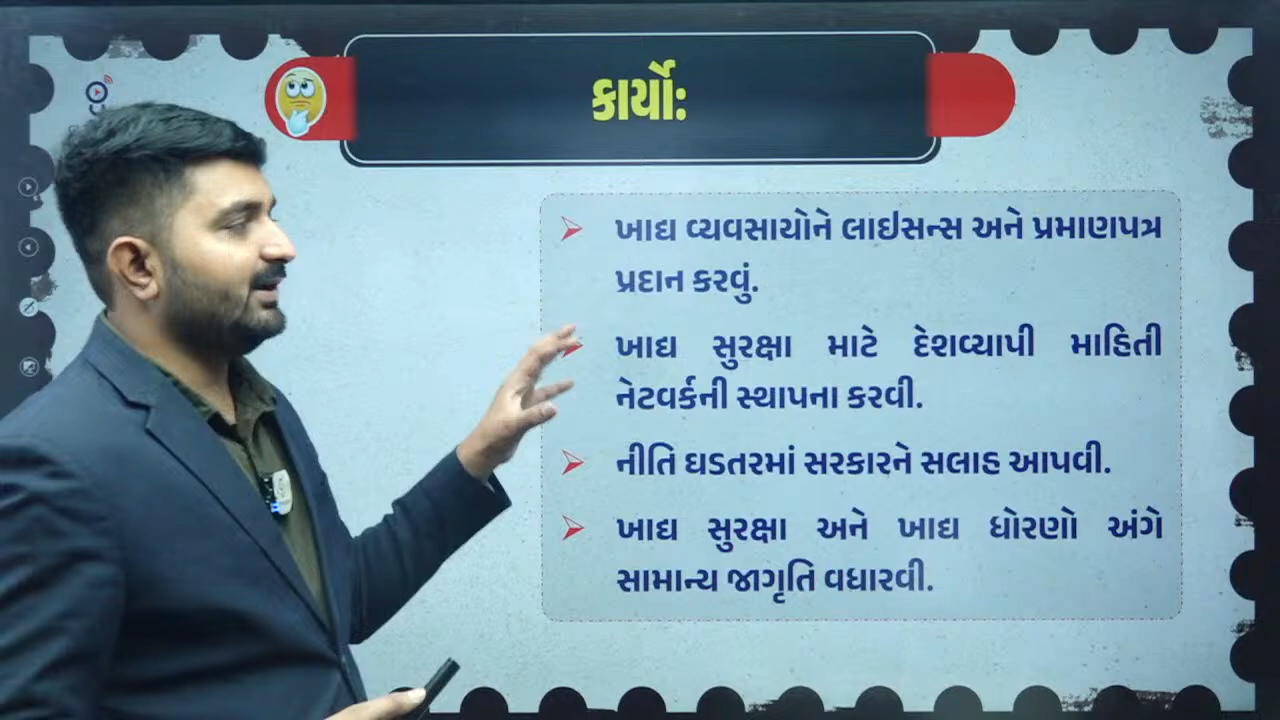 કાર્યો:
ખાદ્ય વ્યવસાયોને લાઇસન્સ અને પ્રમાણપત્ર
પ્રદાન કરવું.
ખાદ્ય સુરક્ષા માટે દેશવ્યાપી માહિતી
નેટવર્કની સ્થાપના કરવી.
નીતિ ઘડતરમાં સરકારને સલાહ આપવી.
ખાદ્ય સુરક્ષા અને ખાદ્ય ધોરણો અંગે
સામાન્ય જાગૃતિ વધારવી.